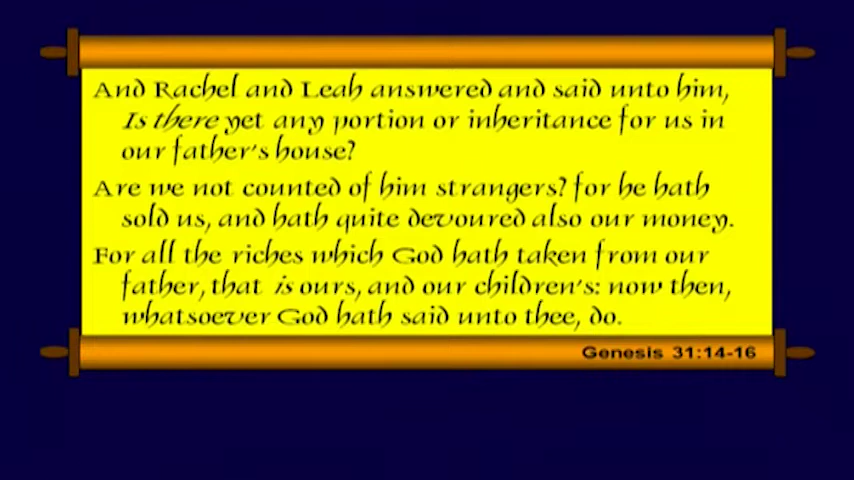 And Rachel and Leah answered and said unto him,
Is there yet any portion or inheritance for us in
our father's house?
Are we not counted of him strangers? for he hath
sold us, and hath quite devoured also our money.
For all the riches which God hath taken from our
father, that is ours, and our children's: now then,
whatsoever God hath said unto thee, do.
Genesis 31:14-16